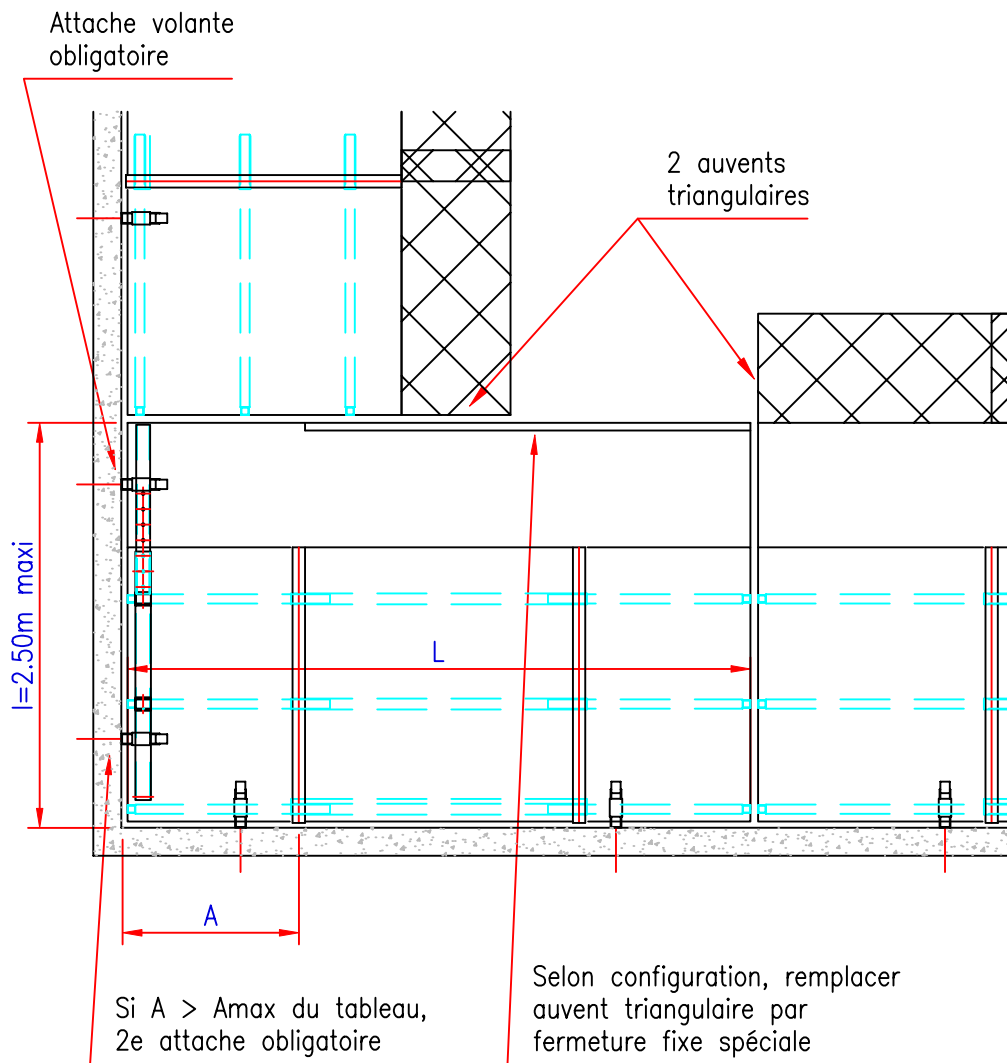 Attache volante
obligatoire
2 auvents
triangulaires
l=2.50m maxi
L
A
Si A > Amax du tableau,
2e attache obligatoire
Selon configuration, remplacer
auvent triangulaire par
fermeture fixe spéciale